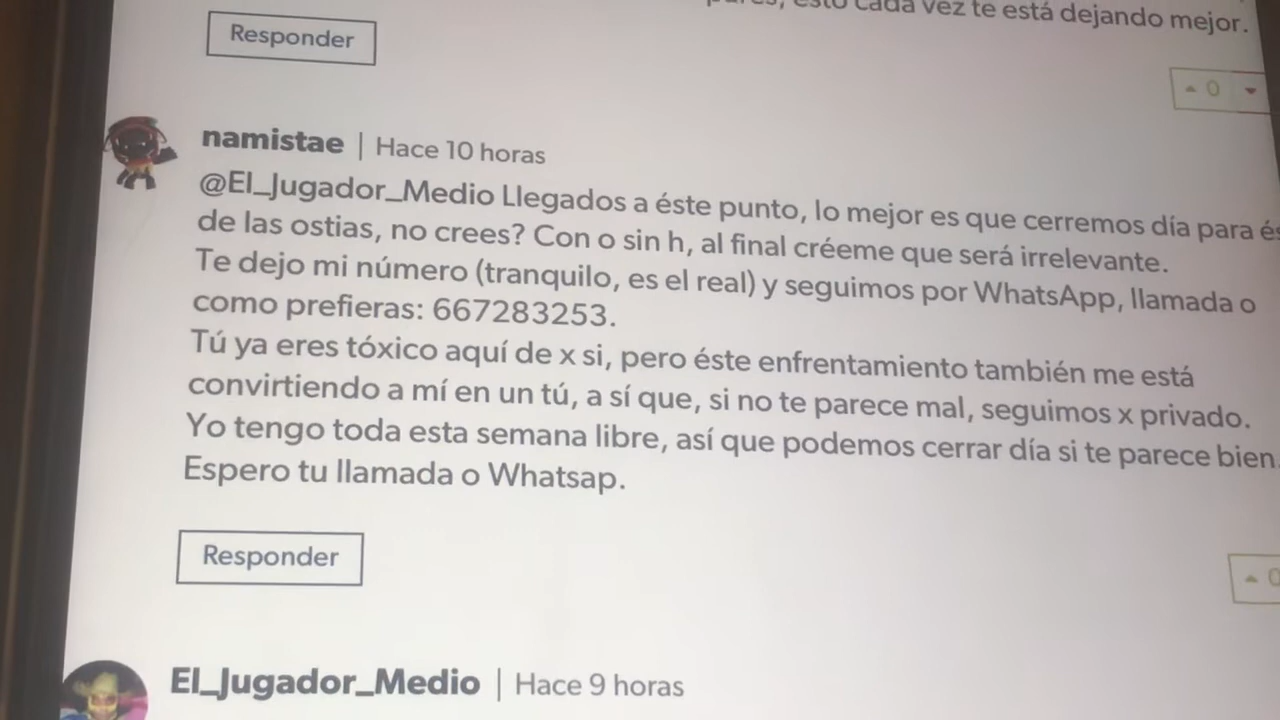 esto cada vez te está dejando mejor.
Responder
0
namistae | Hace 10 horas
@El_Jugador_Medio Llegados a éste punto, lo mejor es que cerremos día para
de las ostias, no crees? Con o sin h, al final créeme que será irrelevante.
Te dejo mi número (tranquilo, es el real) y seguimos por WhatsApp, llamada o
como prefieras: 667283253.
Tú ya eres tóxico aquí de x si, pero éste enfrentamiento también me está
convirtiendo a mí en un tú, a sí que, si no te parece mal, seguimos x privado.
Yo tengo toda esta semana libre, así que podemos cerrar día si te parece bien.
Espero tu llamada o Whatsap.
Responder
0
El_Jugador_Medio | Hace 9 horas